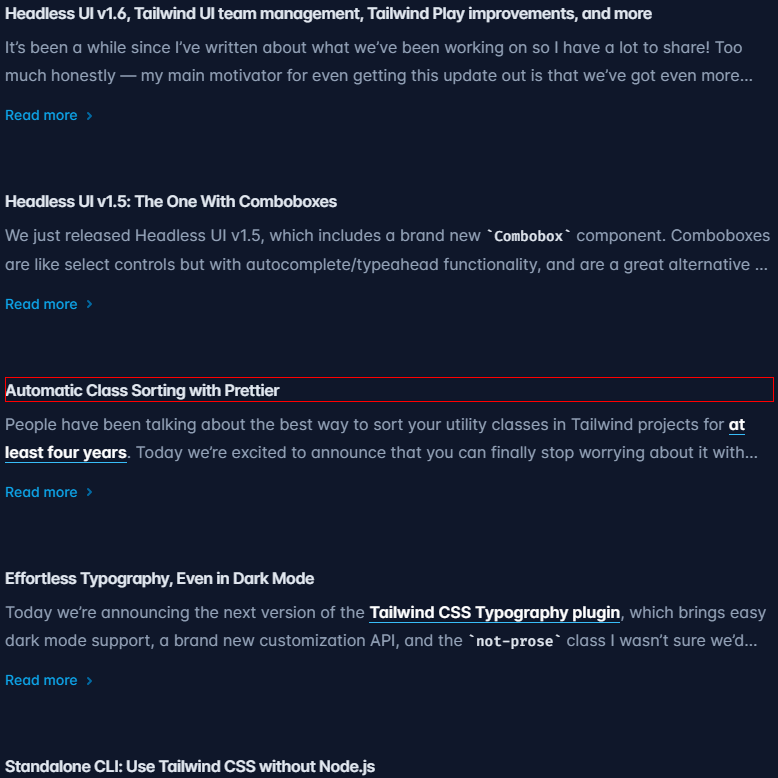 Headless UI v1.6, Tailwind UI team management, Tailwind Play improvements, and more
It’s been a while since I’ve written about what we’ve been working on so I have a lot to share! Too
much honestly — my main motivator for even getting this update out is that we’ve got even more...
Read more
Headless UI v1.5: The One With Comboboxes
We just released Headless UI v1.5, which includes a brand new `Combobox` component. Comboboxes
are like select controls but with autocomplete/typeahead functionality, and are a great alternative ...
Read more
Automatic Class Sorting with Prettier
People have been talking about the best way to sort your utility classes in Tailwind projects for at
least four years. Today we’re excited to announce that you can finally stop worrying about it with...
Read more
Effortless Typography, Even in Dark Mode
Today we’re announcing the next version of the Tailwind CSS Typography plugin, which brings easy
dark mode support, a brand new customization API, and the `not-prose` class I wasn’t sure we’d...
Read more
Standalone CLI: Use Tailwind CSS without Node.js